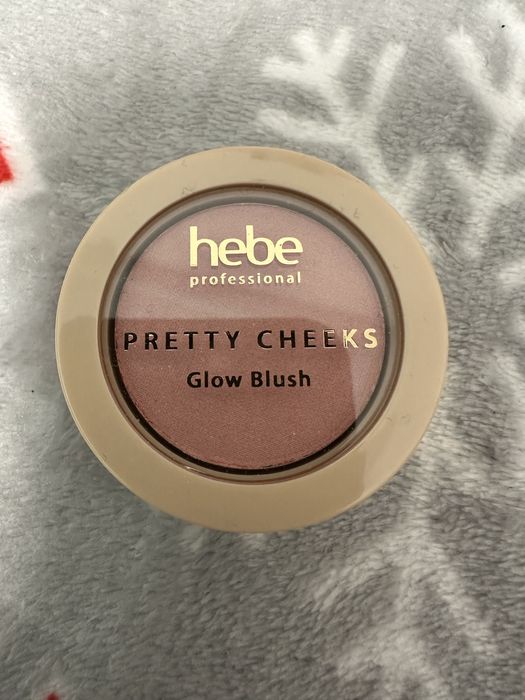 hebe
professional
PRETTY CHEEKS
Glow Blush